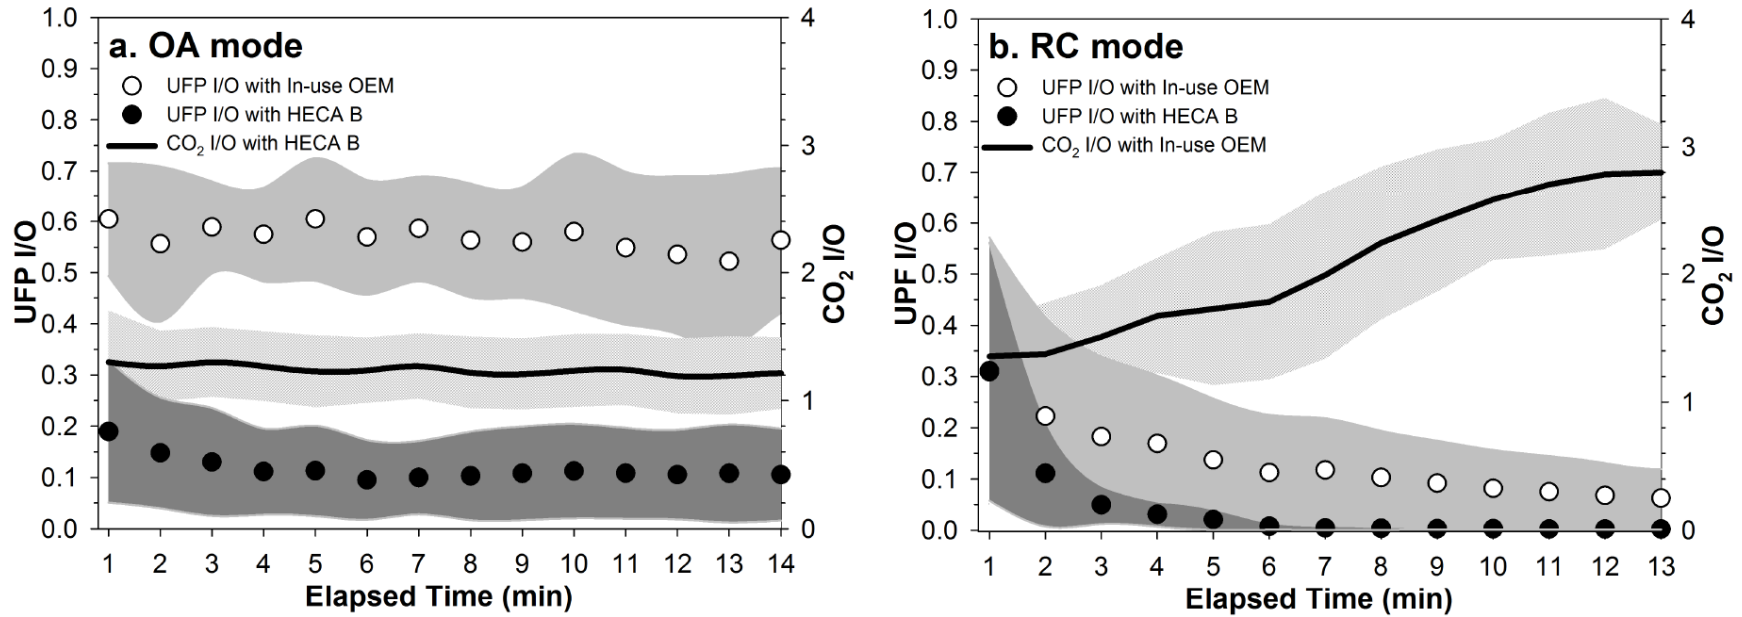 a. OA mode
UFP I/O with In-use OEM
UFP I/O with HECA B
CO2 I/O with HECA B
UFP I/O
1.0
0.9
0.8
0.7
0.6
0.5
0.4
0.3
0.2
0.1
0.0
4
3
2
1
0
CO2 I/O
1 2 3 4 5 6 7 8 9 10 11 12 13 14
Elapsed Time (min)
b. RC mode
UFP I/O with In-use OEM
UFP I/O with HECA B
CO2 I/O with In-use OEM
UPF I/O
1.0
0.9
0.8
0.7
0.6
0.5
0.4
0.3
0.2
0.1
0.0
4
3
2
1
0
CO2 I/O
1 2 3 4 5 6 7 8 9 10 11 12 13
Elapsed Time (min)